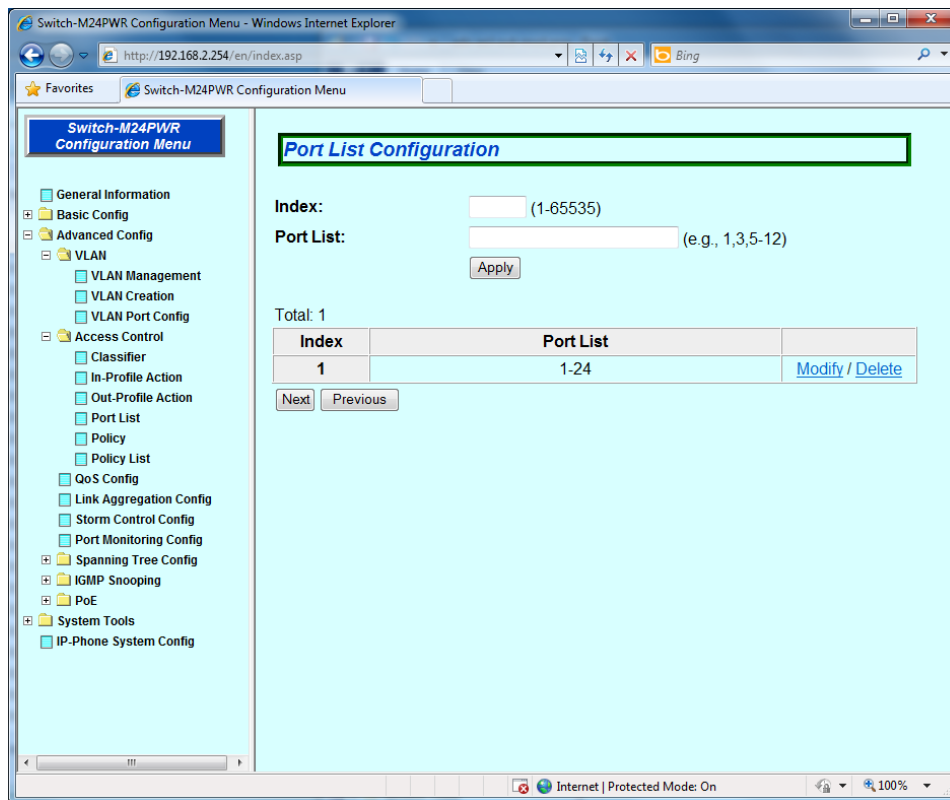 Switch-M24PWR Configuration Menu - Windows Internet Explorer
http://192.168.2.254/en/index.asp
Bing
Favorites
Switch-M24PWR Configuration Menu
Switch-M24PWR
Configuration Menu
General Information
Basic Config
Advanced Config
VLAN
VLAN Management
VLAN Creation
VLAN Port Config
Access Control
Classifier
In-Profile Action
Out-Profile Action
Port List
Policy
Policy List
QoS Config
Link Aggregation Config
Storm Control Config
Port Monitoring Config
Spanning Tree Config
IGMP Snooping
PoE
System Tools
IP-Phone System Config
Port List Configuration
Index: (1-65535)
Port List: (e.g., 1,3,5-12)
Apply
Total: 1
Index Port List
1 1-24 Modify / Delete
Next Previous
Internet | Protected Mode: On
100%